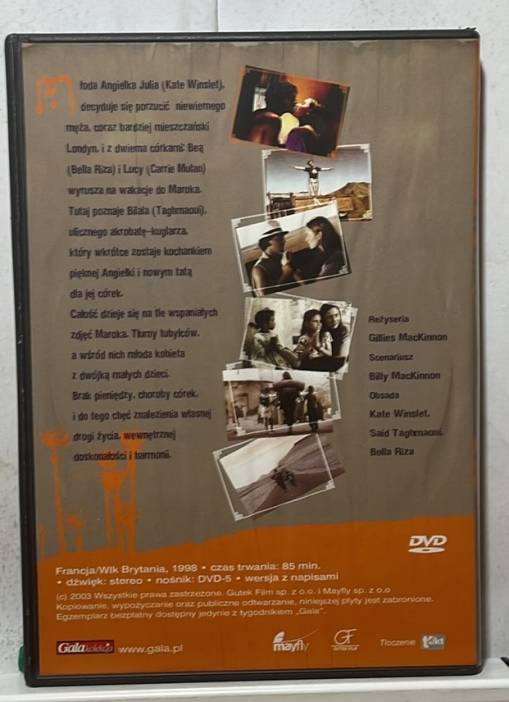 Młoda Angielka Julia (Kate Winslet),
decyduje się porzucić niewiernego
męża, coraz bardziej mieszczański
Londyn, i z dwiema córkami: Beą
(Bella Riza) i Lucy (Carrie Mullan)
wyrusza na wakacje do Maroka.
Tutaj poznaje Bilala (Taghmaoui),
ulicznego akrobatę-kuglarza,
który wkrótce zostaje kochankiem
pięknej Angielki i nowym tatą
dla jej córek.
Całość dzieje się na tle wspaniałych
zdjęć Maroka. Tłumy tubylców,
a wśród nich młoda kobieta
z dwójką małych dzieci.
Brak pieniędzy, choroby córek,
i do tego chęć znalezienia własnej
drogi życia, wewnętrznej
doskonałości i harmonii.
Reżyseria
Gillies MacKinnon
Scenariusz
Billy MacKinnon
Obsada
Kate Winslet,
Said Taghmaoui,
Bella Riza
DVD
Francja/Wlk Brytania, 1998 • czas trwania: 85 min.
• dźwięk: stereo • nośnik: DVD-5 • wersja z napisami
(c) 2003 Wszystkie prawa zastrzeżone. Gutek Film sp. z o.o. i Mayfly sp. z o.o
Kopiowanie, wypożyczanie oraz publiczne odtwarzanie, niniejszej płyty jest zabronione.
Egzemplarz bezpłatny dostępny jedynie z tygodnikiem „Gala".
Gala kolekcja www.gala.pl mayfly GF Tłoczenie